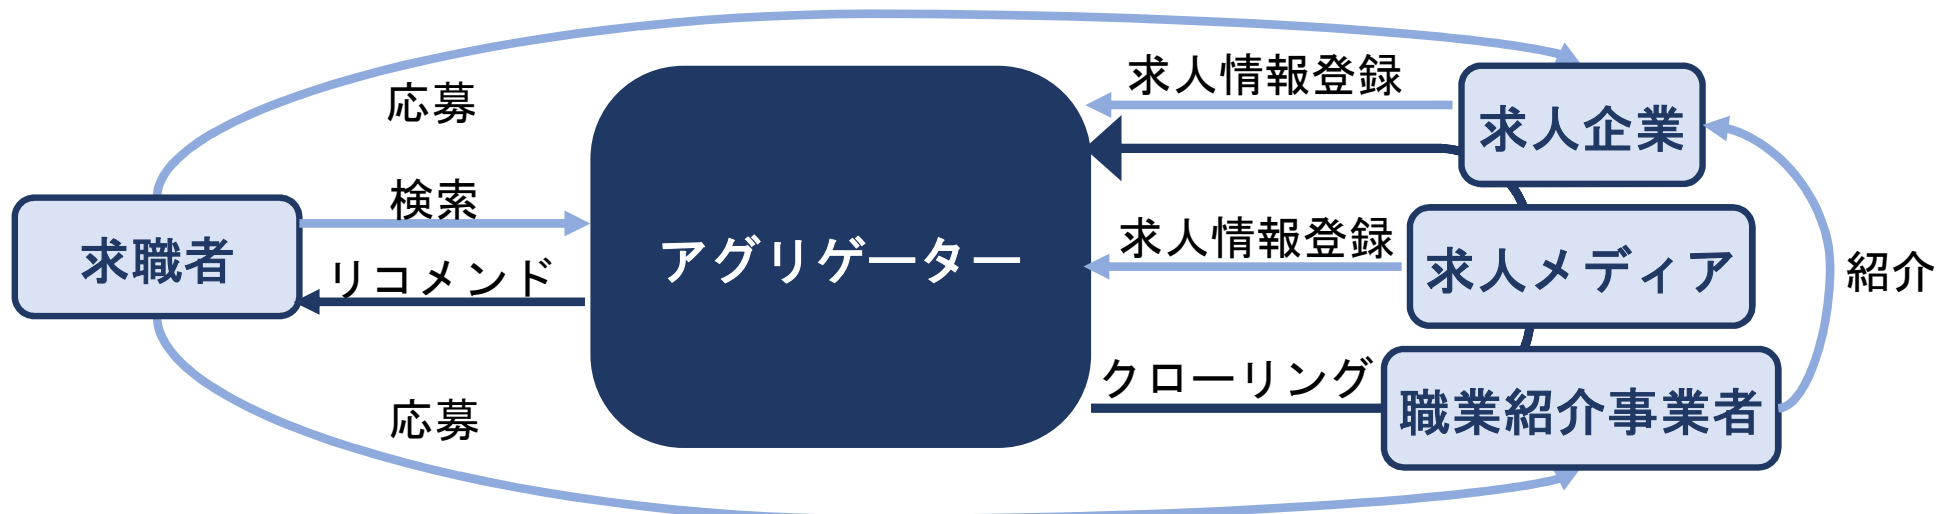 応募
求人情報登録
求人企業
検索
求職者
リコメンド
アグリゲーター
求人情報登録
求人メディア
紹介
クローリング
職業紹介事業者
応募